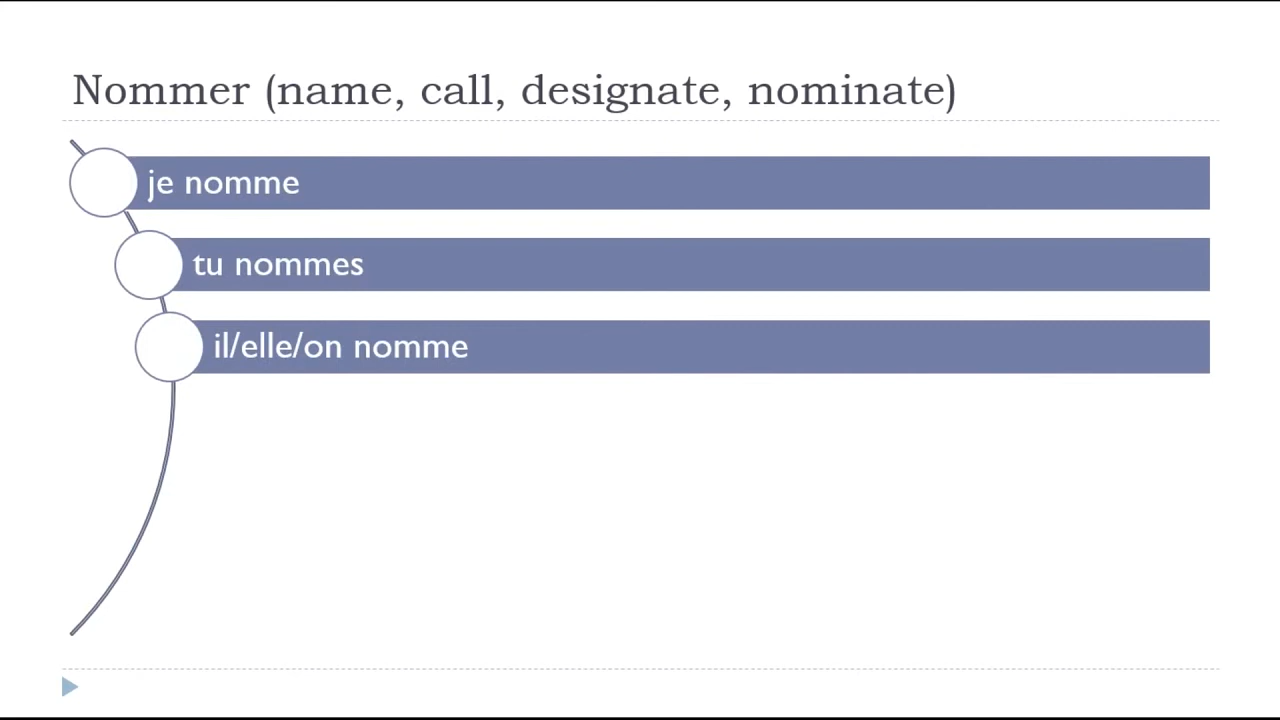 Nommer (name, call, designate, nominate)
je nomme
tu nommes
il/elle/on nomme